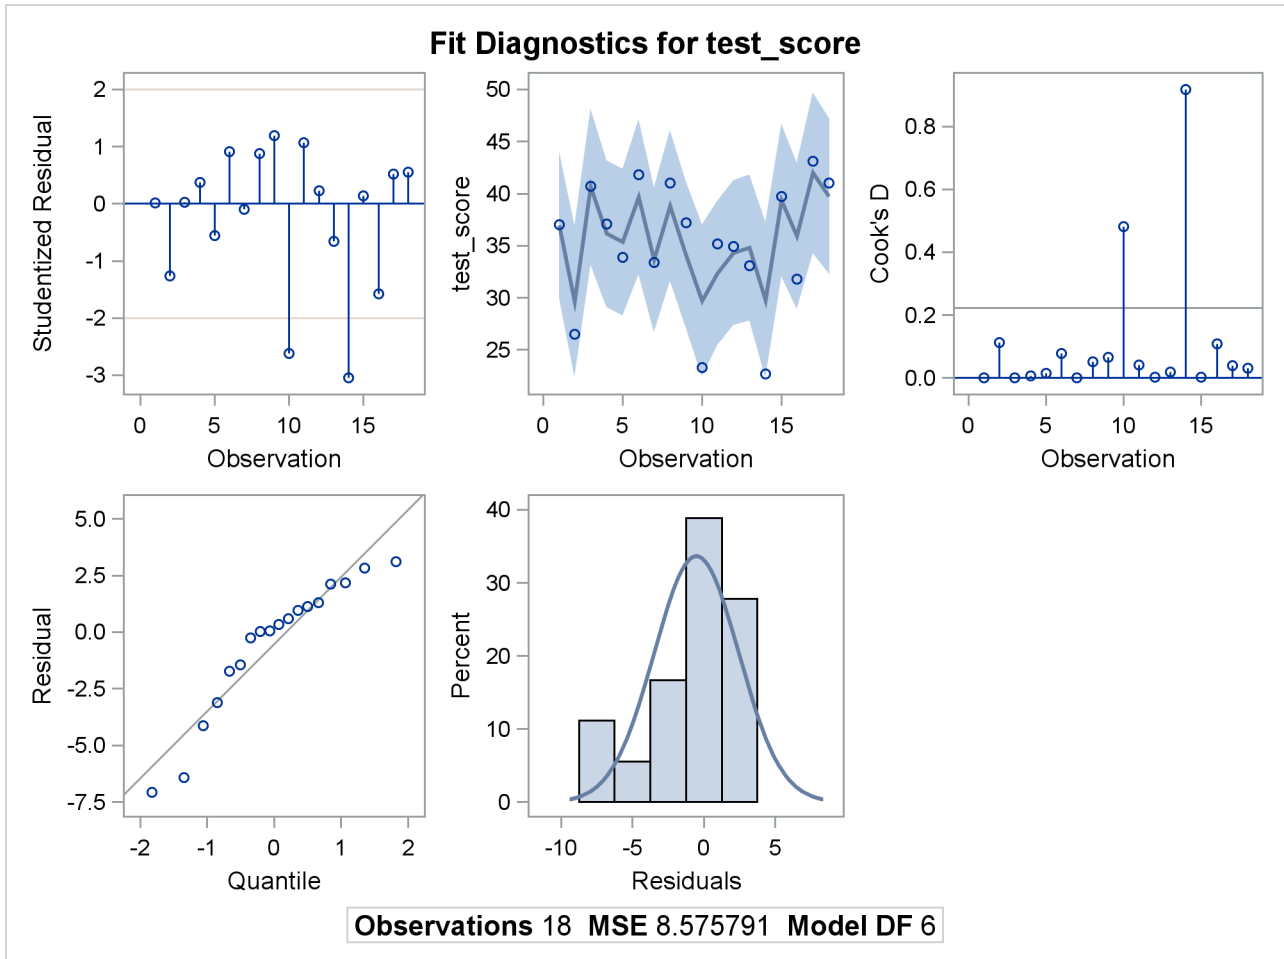 Fit Diagnostics for test_score
Studentized Residual
2
1
0
-1
-2
-3
0 5 10 15
Observation
test_score
50
45
40
35
30
25
0 5 10 15
Observation
Cook's D
0.8
0.6
0.4
0.2
0.0
0 5 10 15
Observation
Residual
5.0
2.5
0.0
-2.5
-5.0
-7.5
-2 -1 0 1 2
Quantile
Percent
40
30
20
10
0
-10 -5 0 5
Residuals
Observations 18 MSE 8.575791 Model DF 6